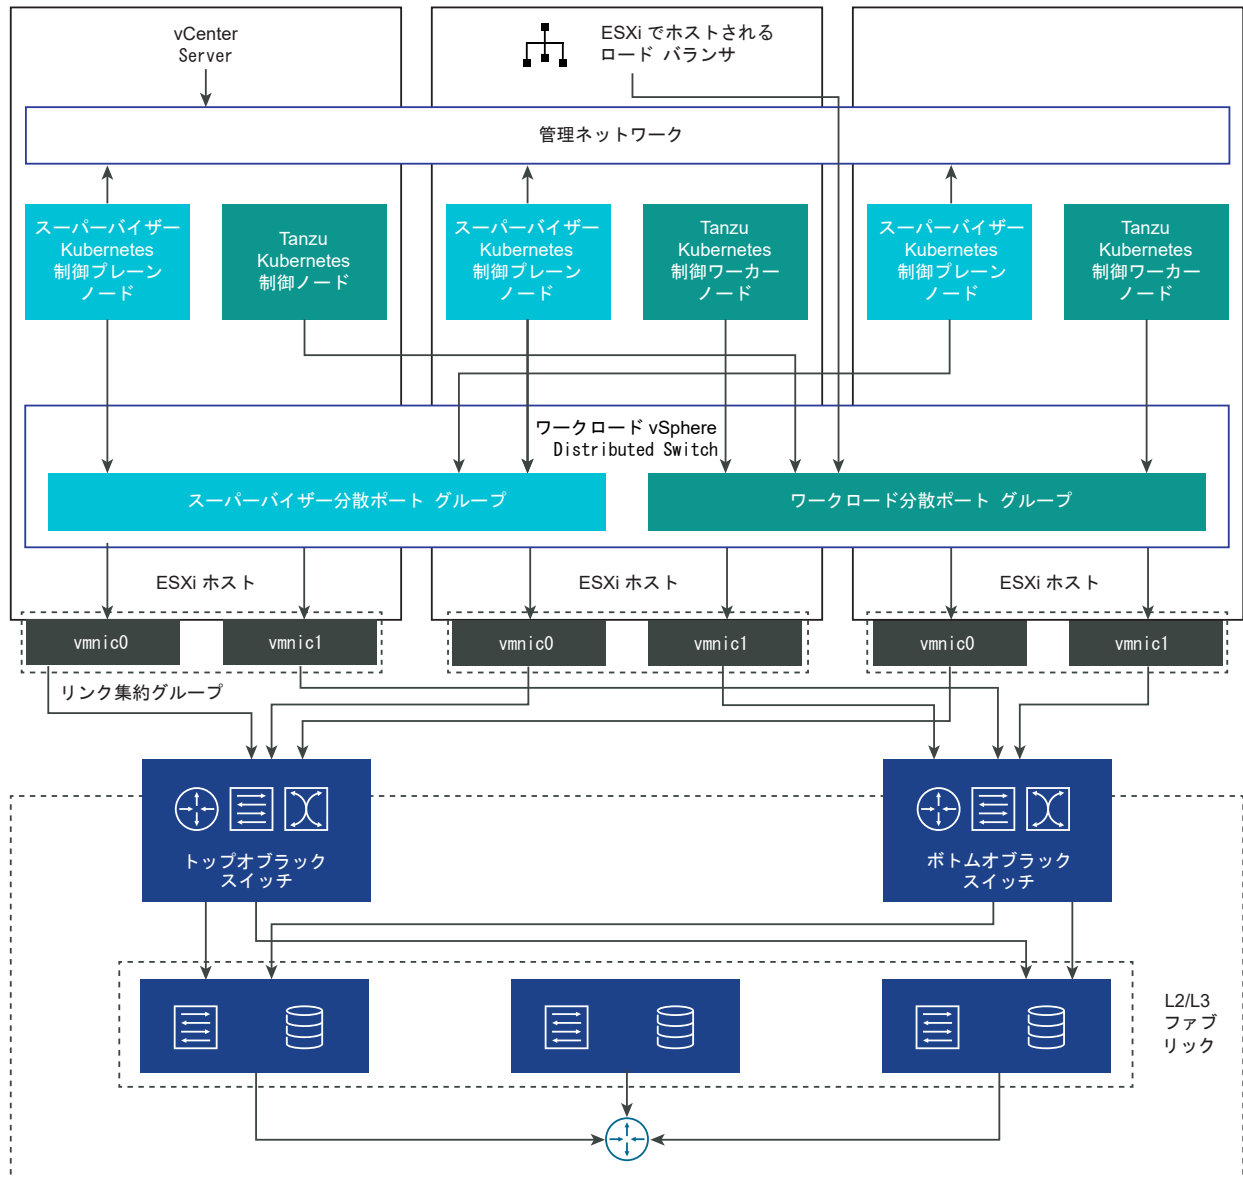 vCenter
Server
ESXi でホストされる
ロード バランサ
管理ネットワーク
スーパーバイザー
Kubernetes
制御プレーン
ノード
Tanzu
Kubernetes
制御ノード
スーパーバイザー
Kubernetes
制御プレーン
ノード
Tanzu
Kubernetes
制御ワーカー
ノード
スーパーバイザー
Kubernetes
制御プレーン
ノード
Tanzu
Kubernetes
制御ワーカー
ノード
ワークロード vSphere
Distributed Switch
スーパーバイザー分散ポート グループ
ワークロード分散ポート グループ
ESXi ホスト
ESXi ホスト
ESXi ホスト
vmnic0
vmnic1
vmnic0
vmnic1
vmnic0
vmnic1
リンク集約グループ
トップオブラック
スイッチ
ボトムオブラック
スイッチ
L2/L3
ファブ
リック